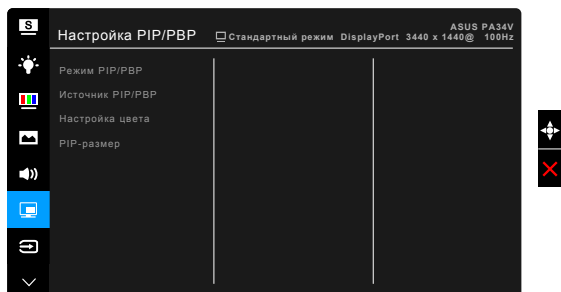 S
ASUS PA34V
Настройка PIP/PBP
Стандартный режим DisplayPort 3440 x 1440@ 100Hz
Режим PIP/PBP
Источник PIP/PBP
Настройка цвета
PIP-размер